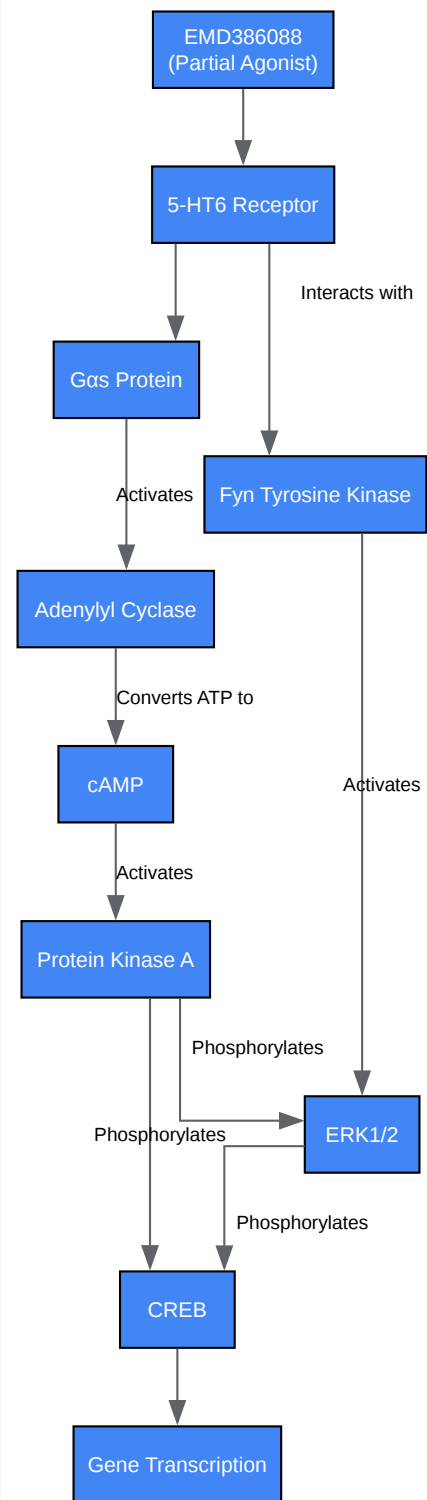 EMD386088
(Partial Agonist)
5-HT6 Receptor
Interacts with
Gαs Protein
Activates
Fyn Tyrosine Kinase
Adenylyl Cyclase
Converts ATP to
cAMP
Activates
Activates
Protein Kinase A
Phosphorylates
Phosphorylates
ERK1/2
Phosphorylates
CREB
Gene Transcription